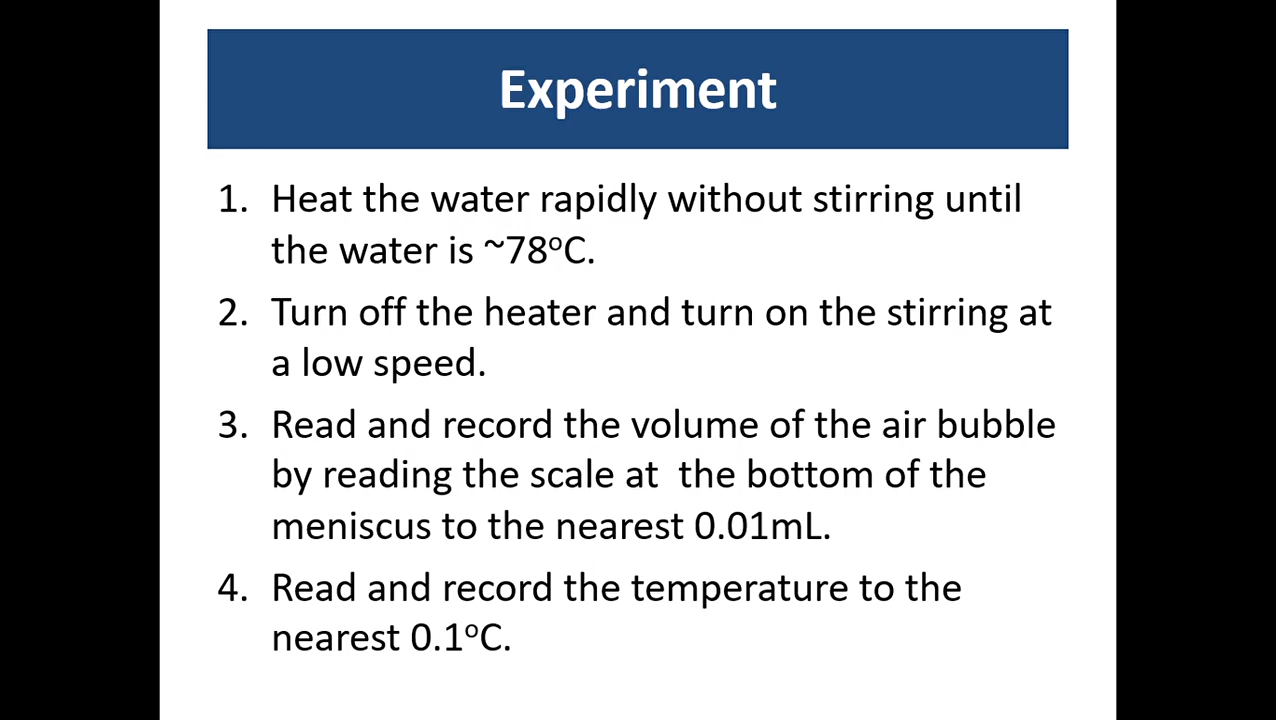 Experiment
1. Heat the water rapidly without stirring until
the water is ~78ºC.
2. Turn off the heater and turn on the stirring at
a low speed.
3. Read and record the volume of the air bubble
by reading the scale at  the bottom of the
meniscus to the nearest 0.01mL.
4. Read and record the temperature to the
nearest 0.1ºC.